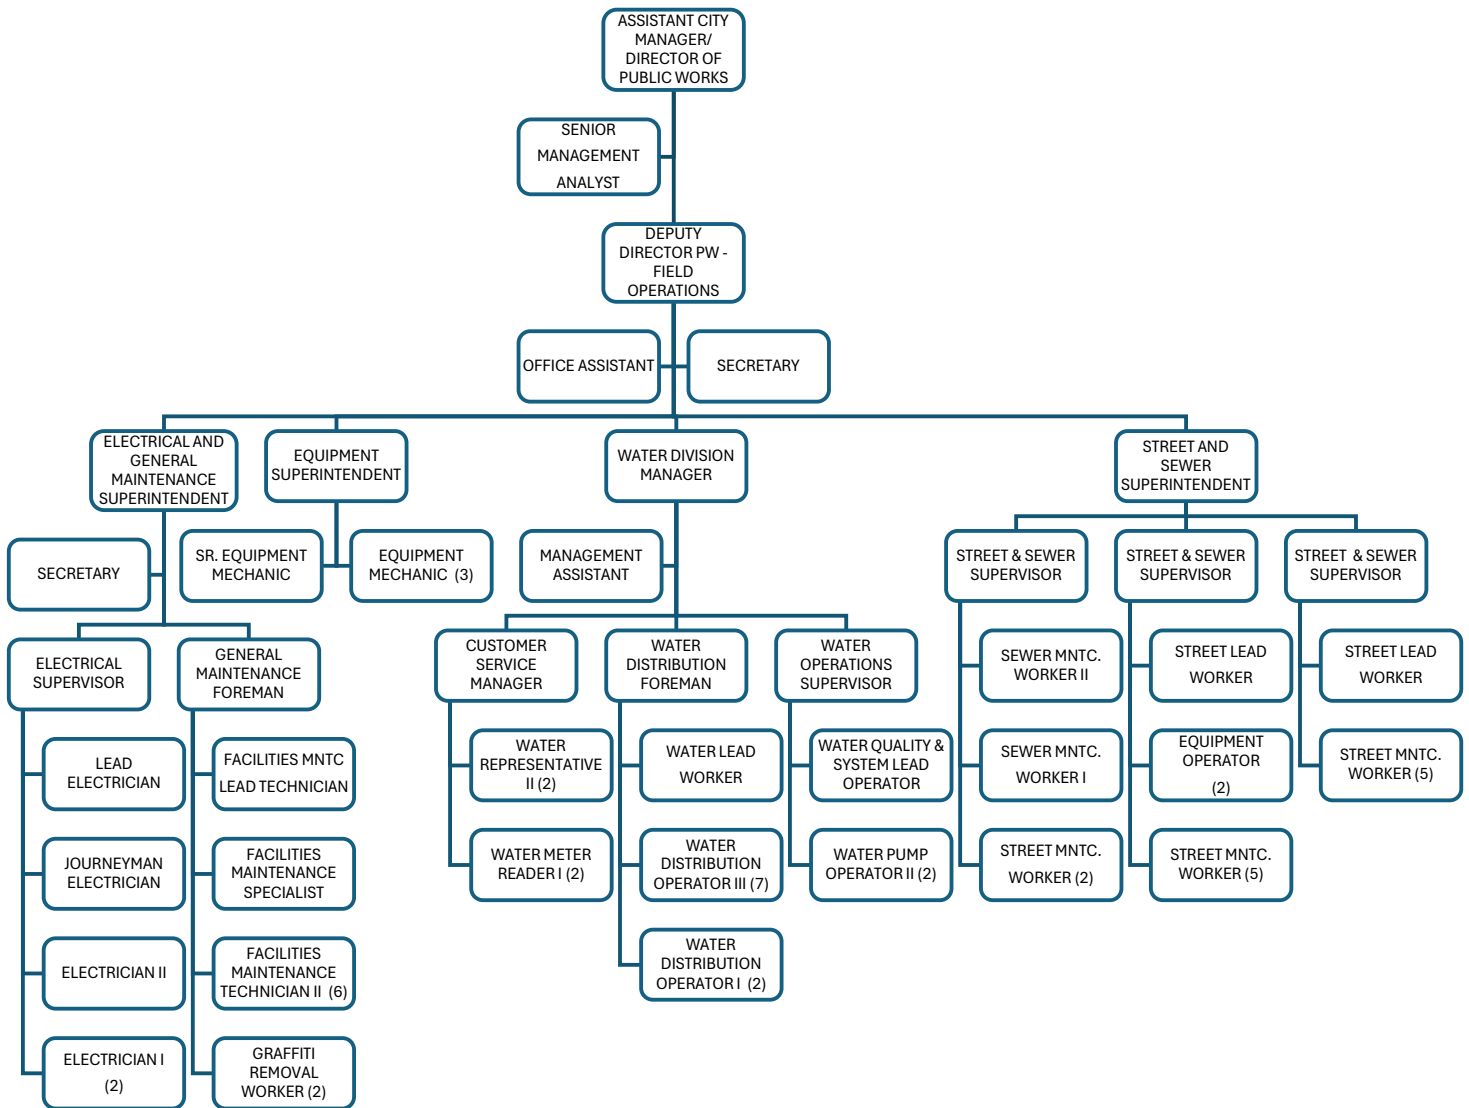 ASSISTANT CITY
MANAGER/
DIRECTOR OF
PUBLIC WORKS
SENIOR
MANAGEMENT
ANALYST
DEPUTY
DIRECTOR PW -
FIELD
OPERATIONS
OFFICE ASSISTANT
SECRETARY
ELECTRICAL AND
GENERAL
MAINTENANCE
SUPERINTENDENT
EQUIPMENT
SUPERINTENDENT
WATER DIVISION
MANAGER
STREET AND
SEWER
SUPERINTENDENT
SECRETARY
SR. EQUIPMENT
MECHANIC
EQUIPMENT
MECHANIC (3)
MANAGEMENT
ASSISTANT
STREET & SEWER
SUPERVISOR
STREET & SEWER
SUPERVISOR
STREET & SEWER
SUPERVISOR
ELECTRICAL
SUPERVISOR
GENERAL
MAINTENANCE
FOREMAN
CUSTOMER
SERVICE
MANAGER
WATER
DISTRIBUTION
FOREMAN
WATER
OPERATIONS
SUPERVISOR
SEWER MNTC.
WORKER II
STREET LEAD
WORKER
STREET LEAD
WORKER
LEAD
ELECTRICIAN
FACILITIES MNTC
LEAD TECHNICIAN
WATER
REPRESENTATIVE
II (2)
WATER LEAD
WORKER
WATER QUALITY &
SYSTEM LEAD
OPERATOR
SEWER MNTC.
WORKER I
EQUIPMENT
OPERATOR
(2)
STREET MNTC.
WORKER (5)
JOURNEYMAN
ELECTRICIAN
FACILITIES
MAINTENANCE
SPECIALIST
WATER METER
READER I (2)
WATER
DISTRIBUTION
OPERATOR III (7)
WATER PUMP
OPERATOR II (2)
STREET MNTC.
WORKER (2)
STREET MNTC.
WORKER (5)
ELECTRICIAN II
FACILITIES
MAINTENANCE
TECHNICIAN II (6)
WATER
DISTRIBUTION
OPERATOR I (2)
ELECTRICIAN I
(2)
GRAFFITI
REMOVAL
WORKER (2)